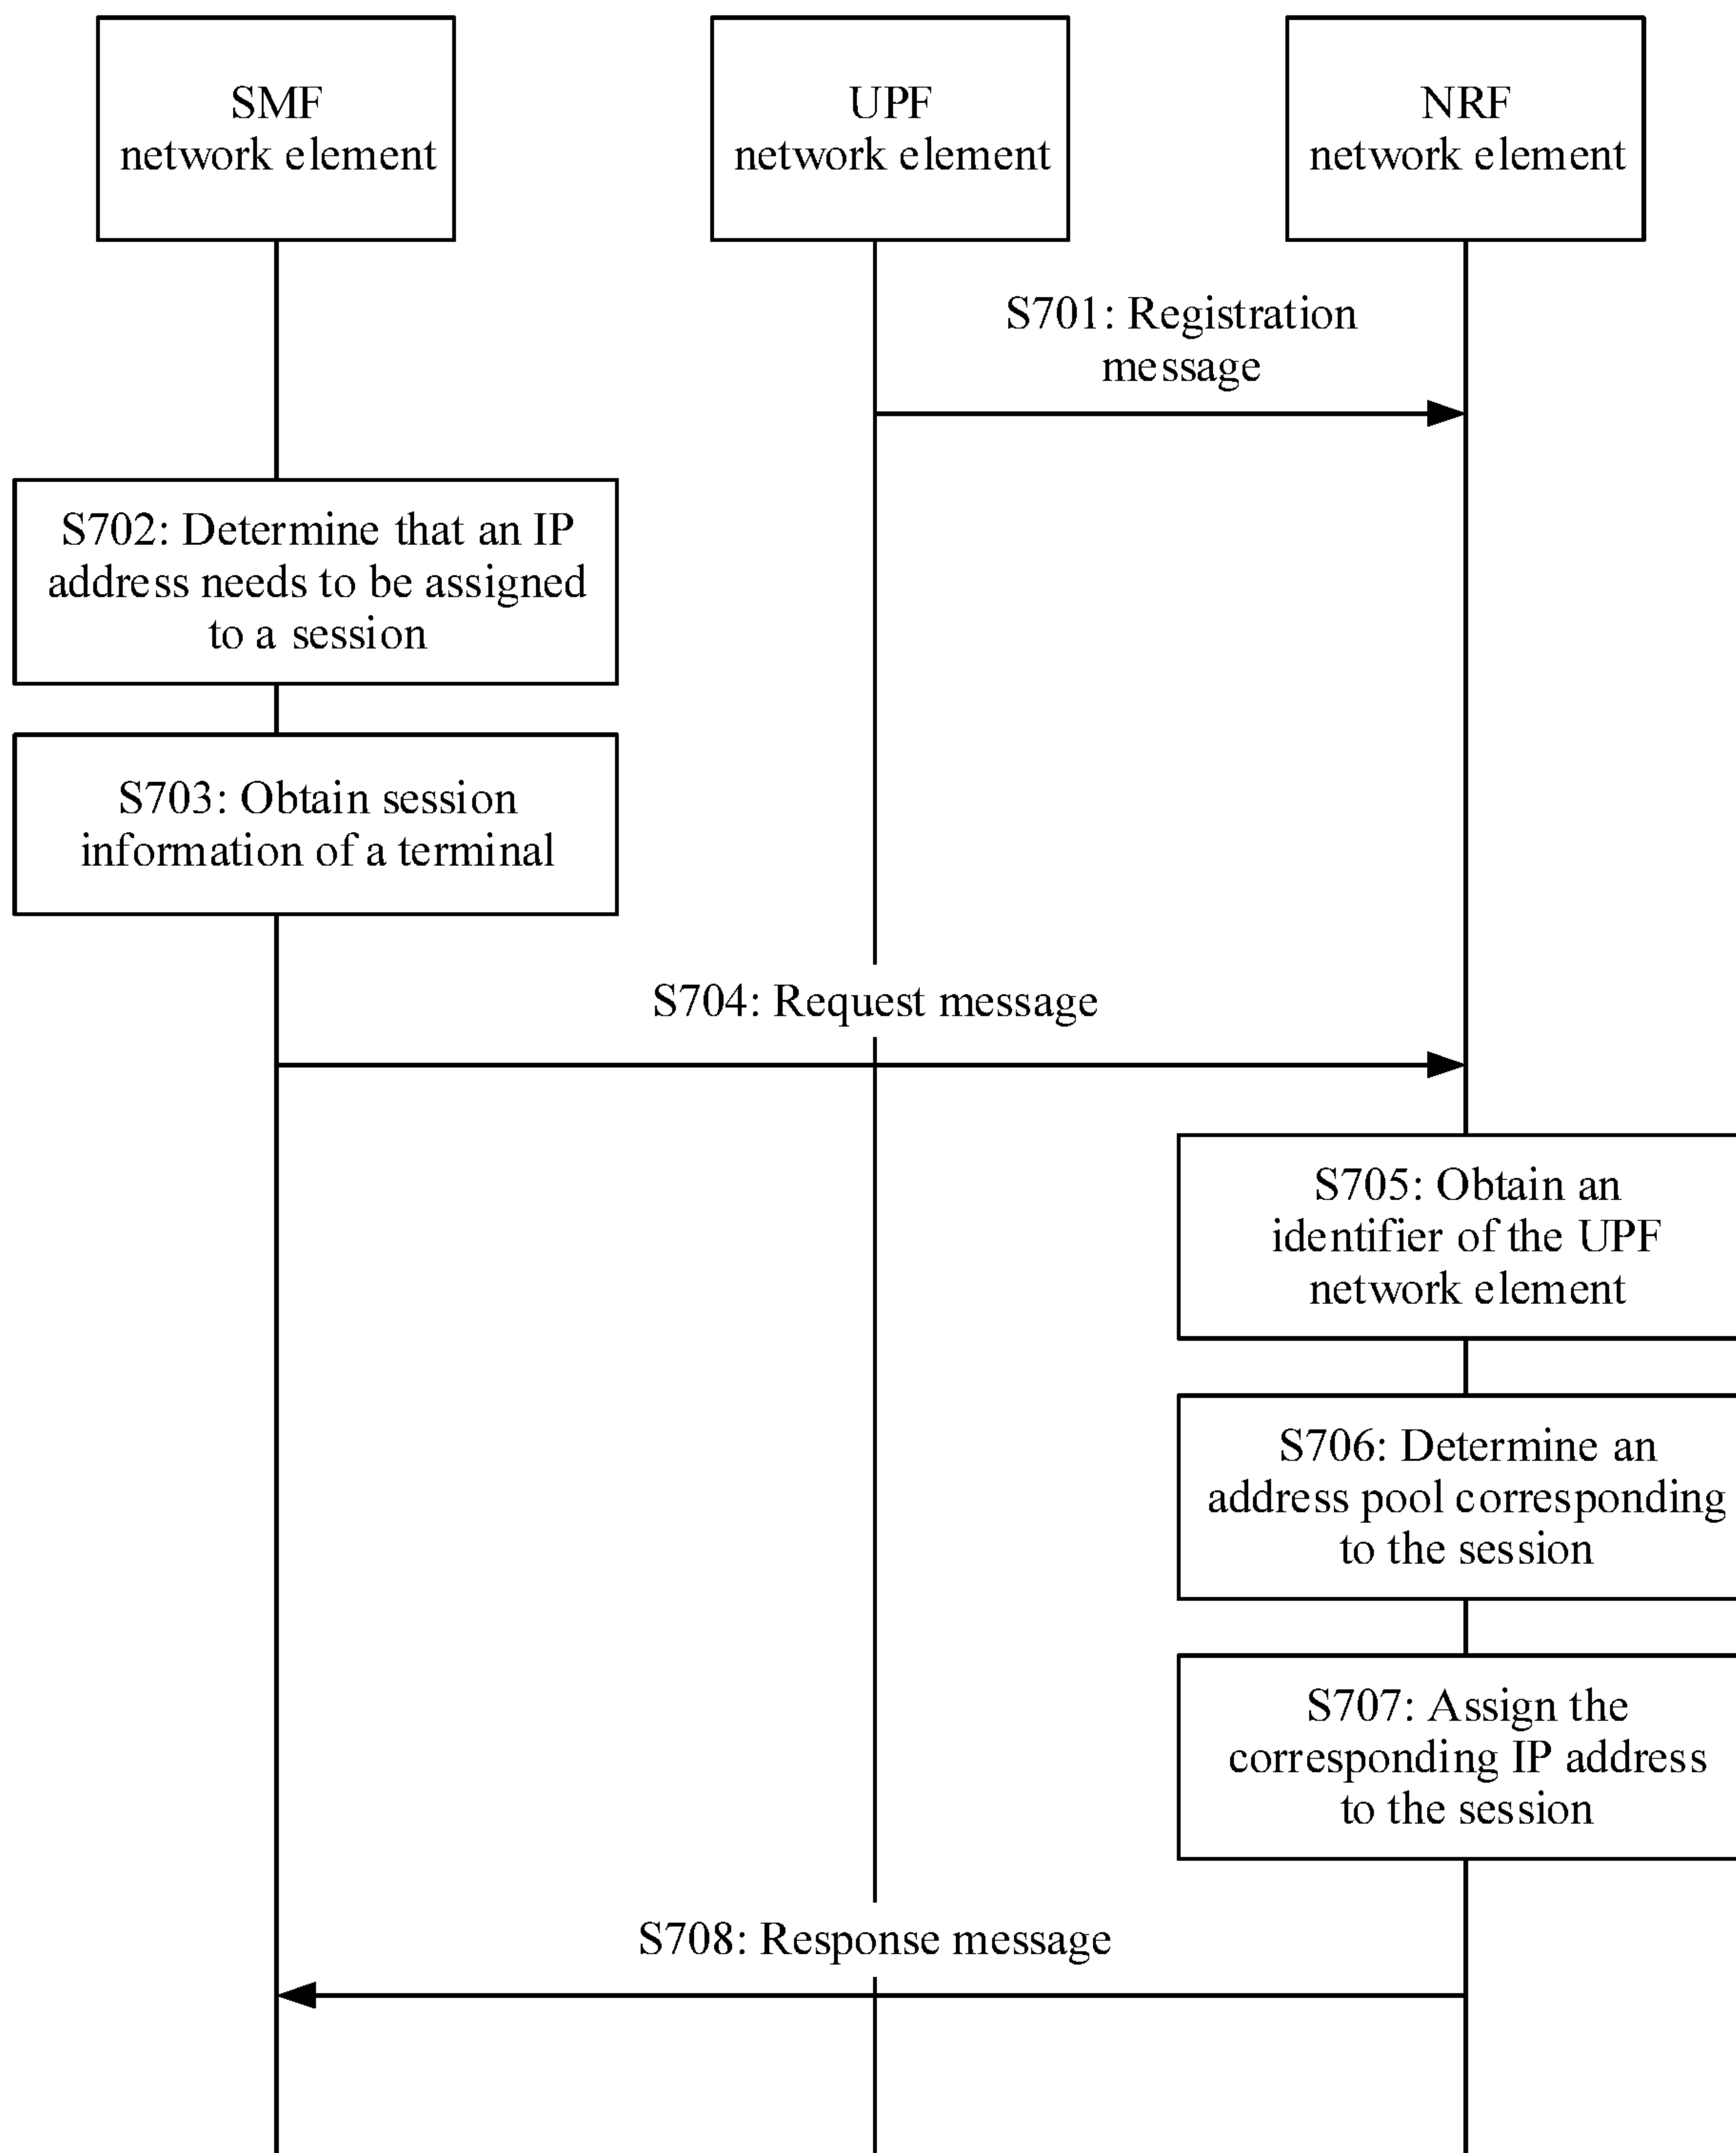 SMF
network element
UPF
network element
NRF
network element
S701: Registration
message
S702: Determine that an IP
address needs to be assigned
to a session
S703: Obtain session
information of a terminal
S704: Request message
S705: Obtain an
identifier of the UPF
network element
S706: Determine an
address pool corresponding
to the session
S707: Assign the
corresponding IP address
to the session
S708: Response message